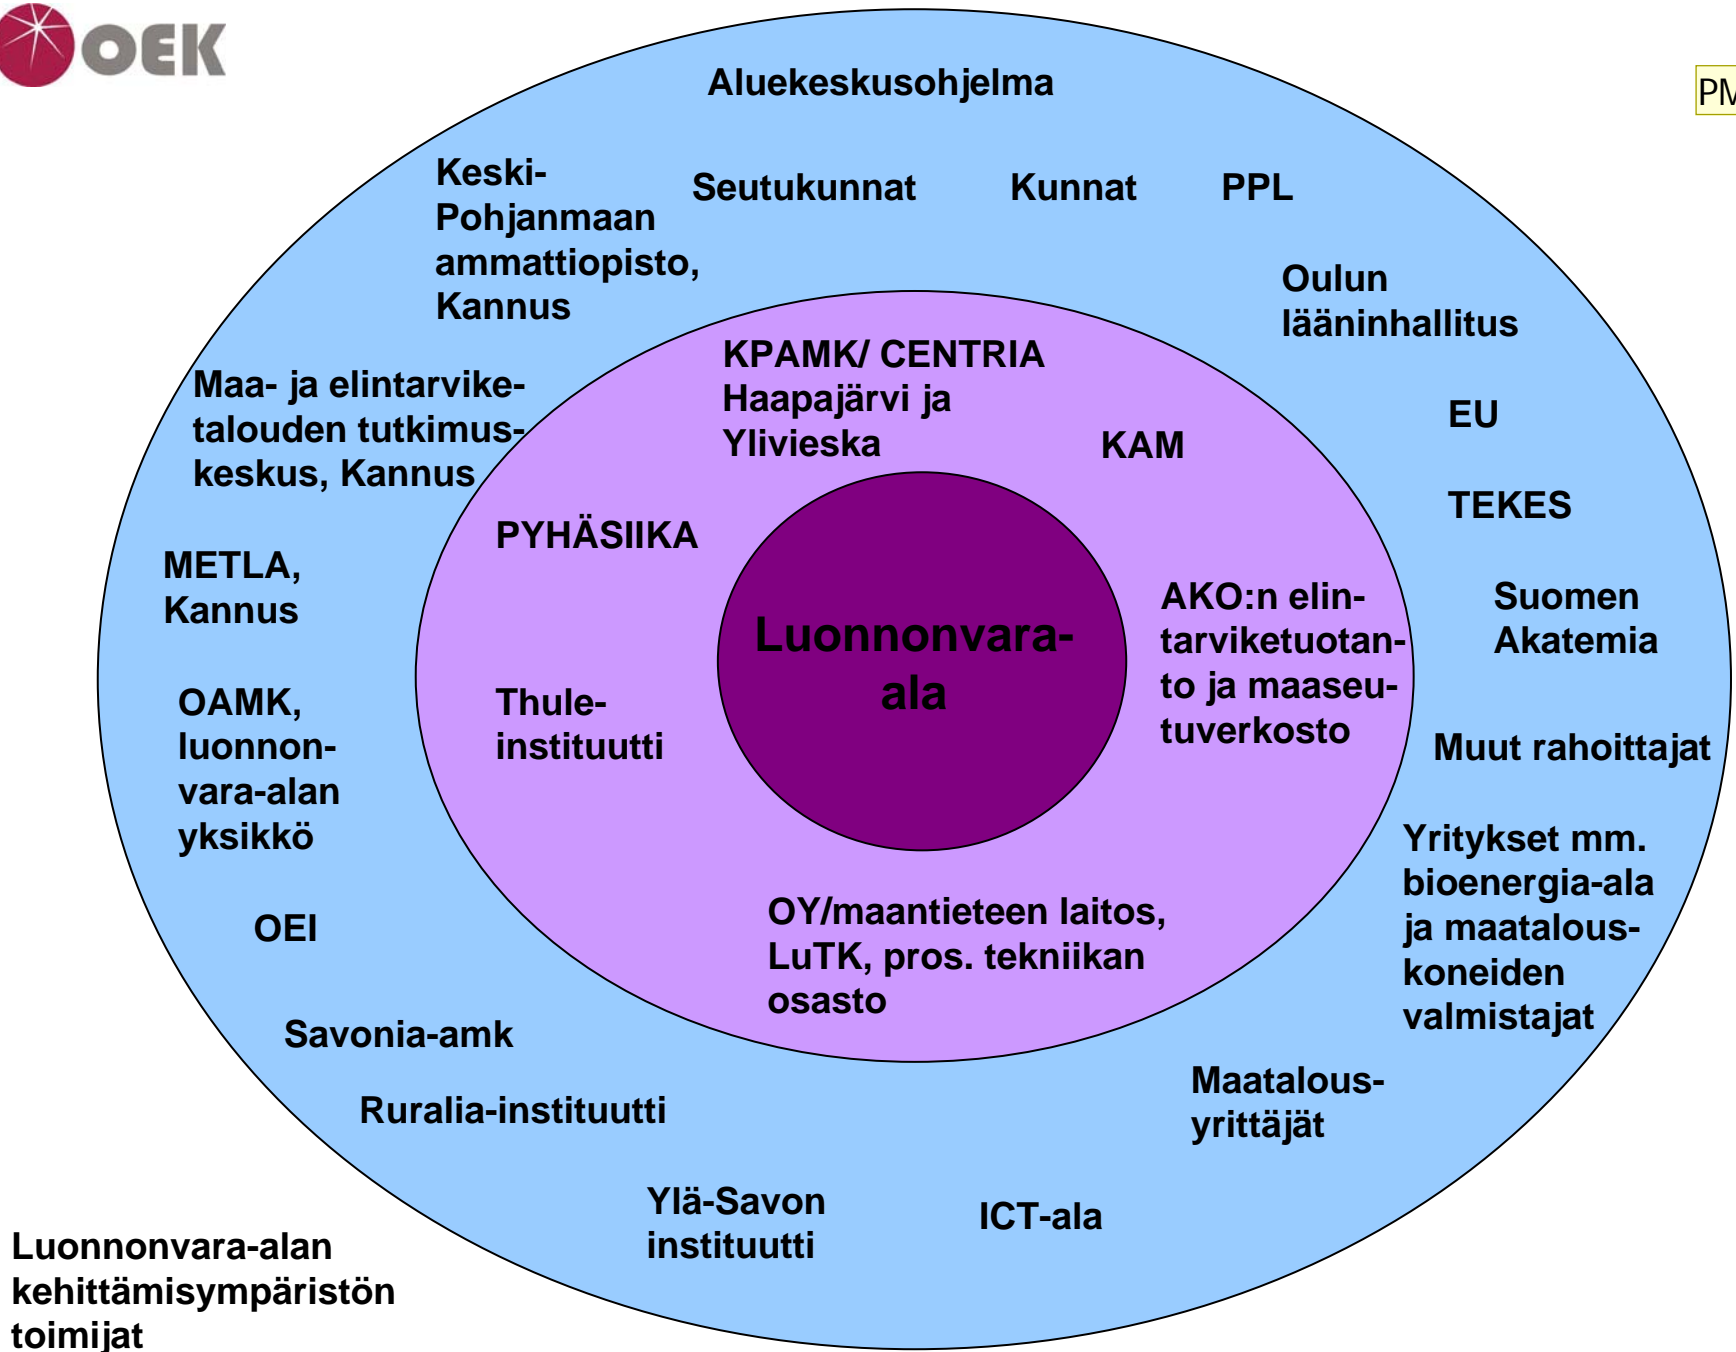 OEK
PM
Aluekeskusohjelma
Keski-
Pohjanmaan
ammattiopisto,
Kannus
Seutukunnat
Kunnat
PPL
Oulun
lääninhallitus
KPAMK/ CENTRIA
Haapajärvi ja
Ylivieska
KAM
Maa- ja elintarvike-
talouden tutkimus-
keskus, Kannus
EU
TEKES
PYHÄSIIKA
METLA,
Kannus
Luonnonvara-
ala
AKO:n elin-
tarviketuotan-
to ja maaseu-
tuverkosto
Suomen
Akatemia
OAMK,
luonnon-
vara-alan
yksikkö
Thule-
instituutti
Muut rahoittajat
Yritykset mm.
bioenergia-ala
ja maatalous-
koneiden
valmistajat
OEI
OY/maantieteen laitos,
LuTK, pros. tekniikan
osasto
Savonia-amk
Ruralia-instituutti
Maatalous-
yrittäjät
Ylä-Savon
instituutti
ICT-ala
Luonnonvara-alan
kehittämisympäristön
toimijat